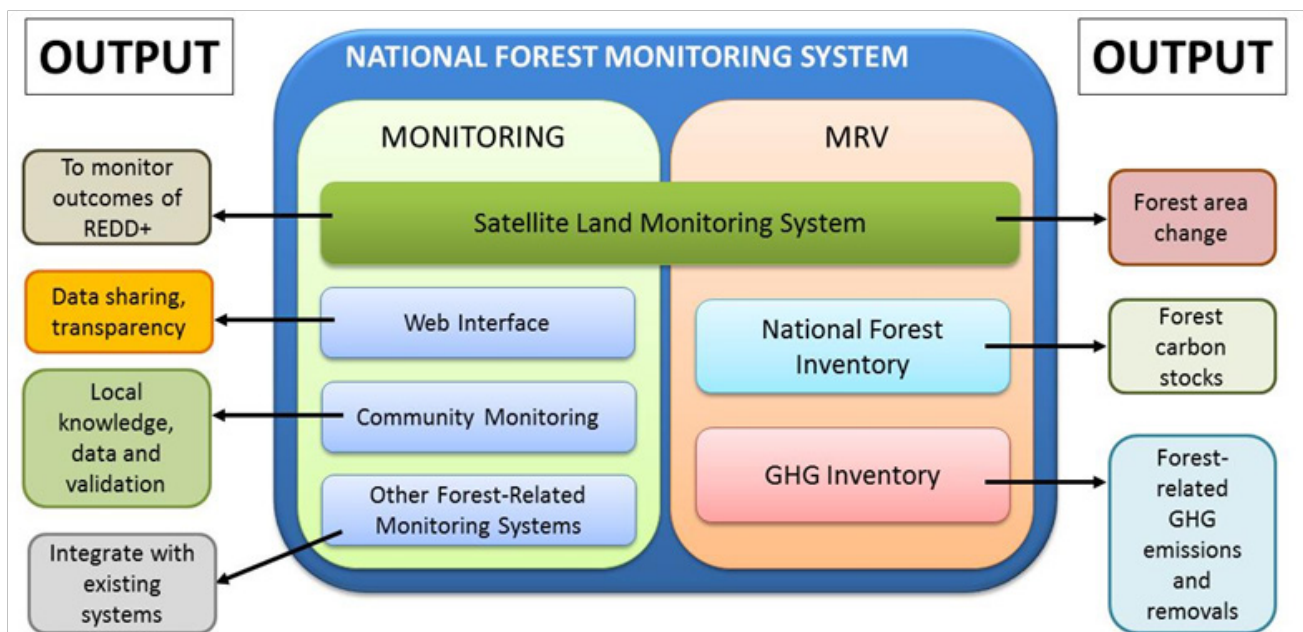 OUTPUT
To monitor
outcomes of
REDD+
Data sharing,
transparency
Local
knowledge,
data and
validation
Integrate with
existing
systems
NATIONAL FOREST MONITORING SYSTEM
MONITORING
MRV
Satellite Land Monitoring System
Web Interface
Community Monitoring
Other Forest-Related
Monitoring Systems
National Forest
Inventory
GHG Inventory
OUTPUT
Forest area
change
Forest
carbon
stocks
Forest-
related
GHG
emissions
and
removals